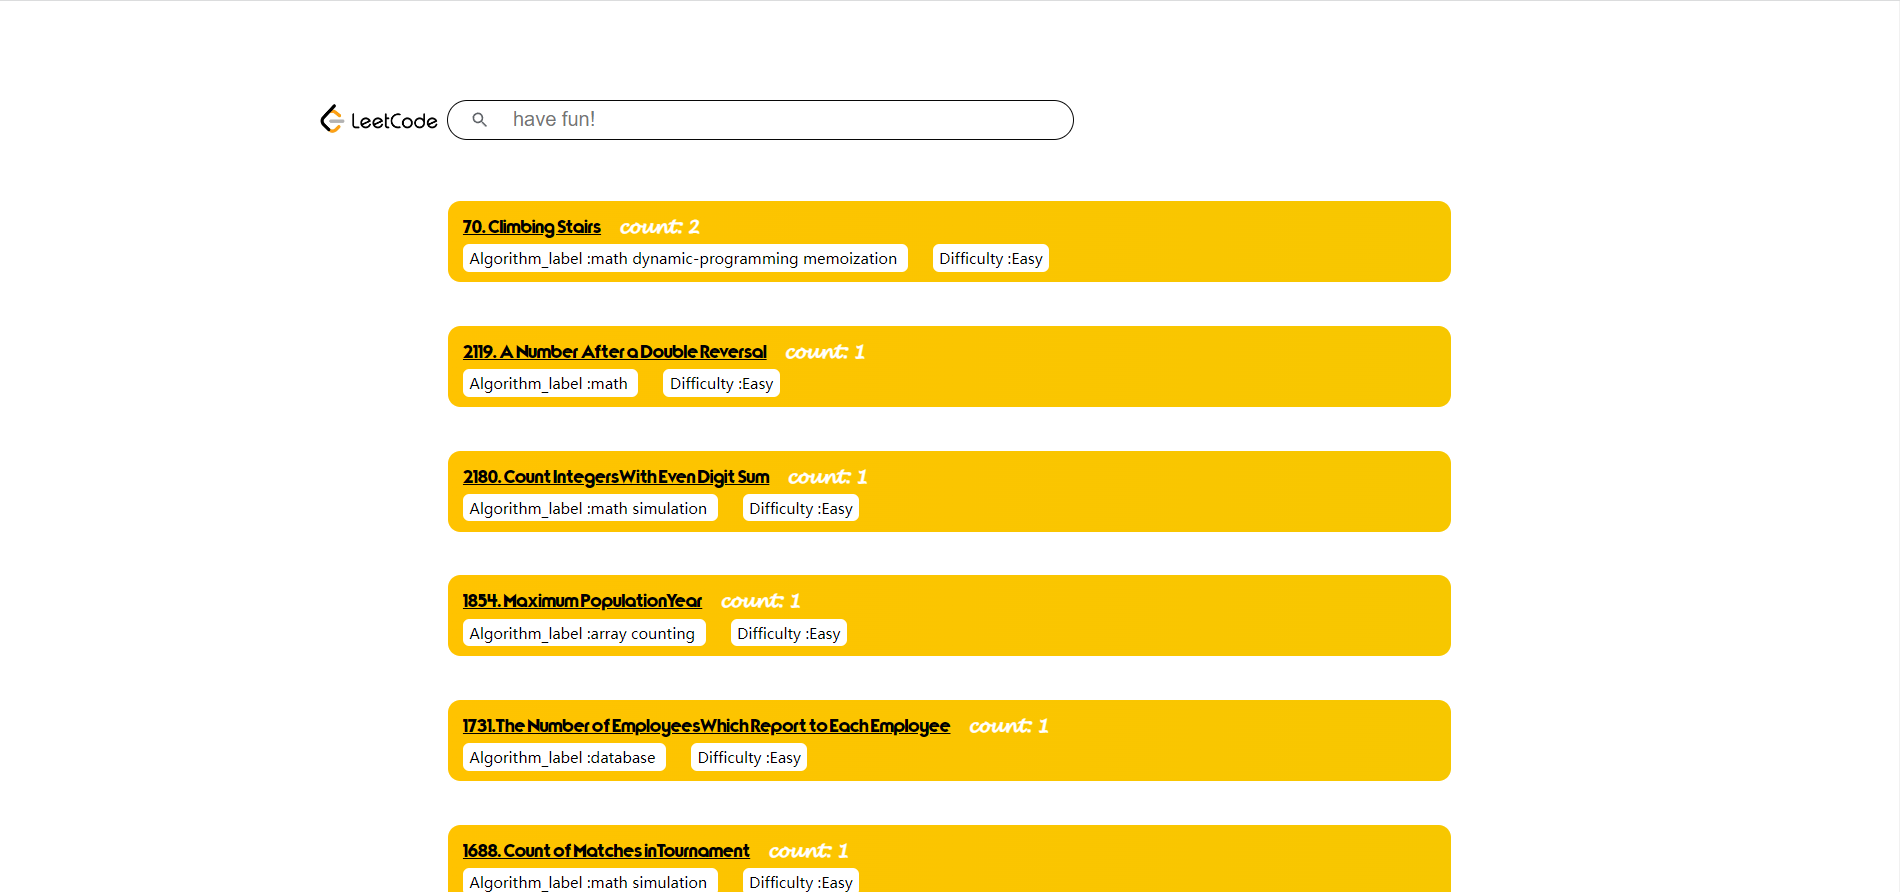 LeetCode have fun!
70. Climbing Stairs count: 2
Algorithm_label :math dynamic-programming memoization Difficulty :Easy
2119. A Number After a Double Reversal count: 1
Algorithm_label :math Difficulty :Easy
2180. Count Integers With Even Digit Sum count: 1
Algorithm_label :math simulation Difficulty :Easy
1854. Maximum Population Year count: 1
Algorithm_label :array counting Difficulty :Easy
1731. The Number of Employees Which Report to Each Employee count: 1
Algorithm_label :database Difficulty :Easy
1688. Count of Matches in Tournament count: 1
Algorithm_label :math simulation Difficulty :Easy